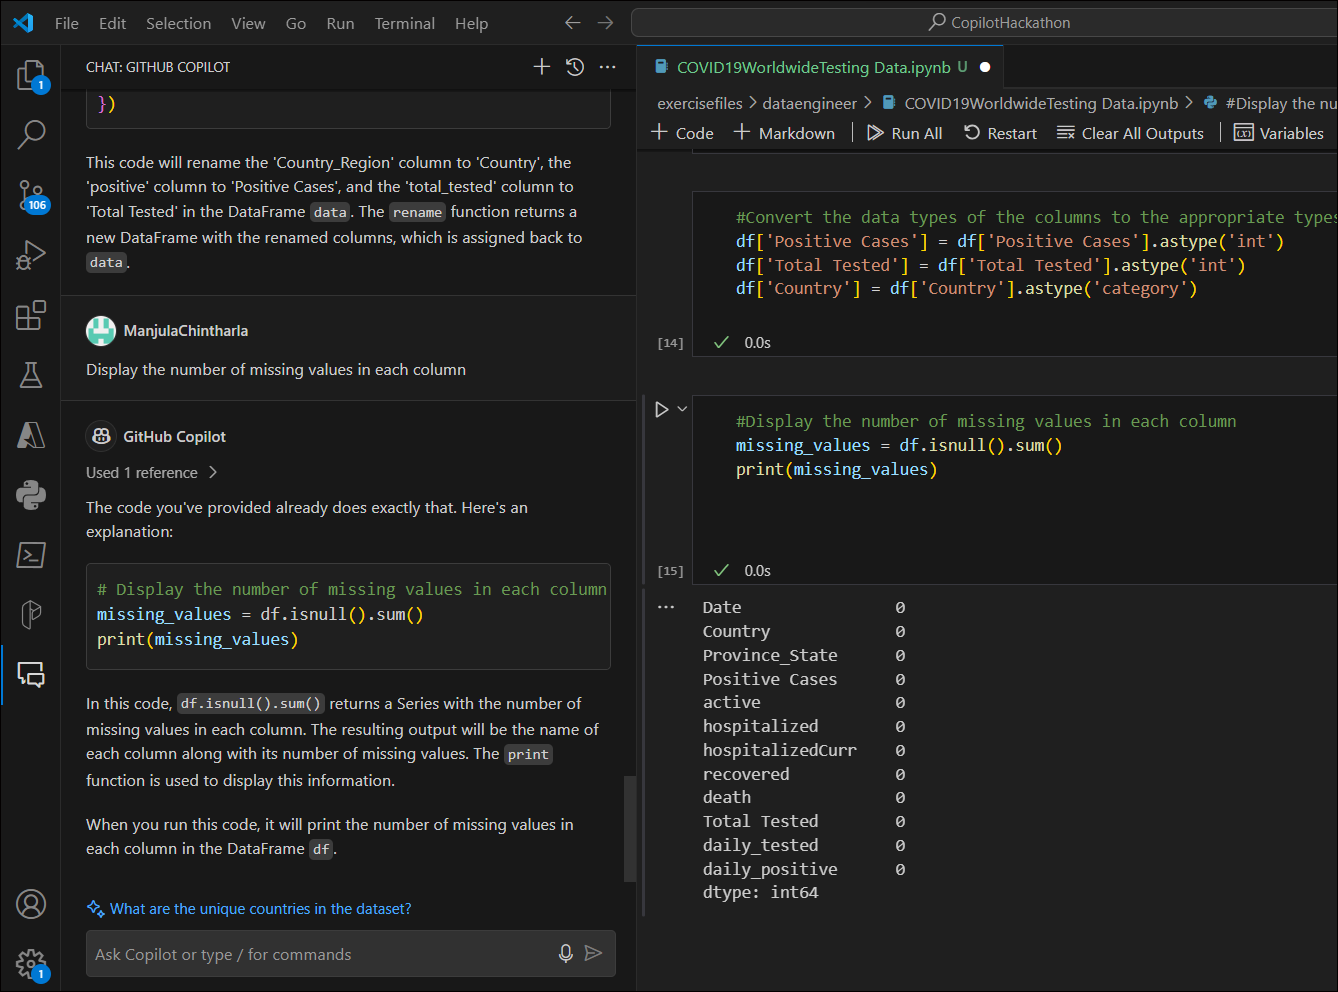 File Edit Selection View Go Run Terminal Help
CopilotHackathon
CHAT: GITHUB COPILOT
})
This code will rename the 'Country_Region' column to 'Country', the
'positive' column to 'Positive Cases', and the 'total_tested' column to
'Total Tested' in the DataFrame data. The rename function returns a
new DataFrame with the renamed columns, which is assigned back to
data.
ManjulaChintharla
Display the number of missing values in each column
GitHub Copilot
Used 1 reference >
The code you've provided already does exactly that. Here's an
explanation:
# Display the number of missing values in each column
missing_values = df.isnull().sum()
print(missing_values)
In this code, df.isnull().sum() returns a Series with the number of
missing values in each column. The resulting output will be the name of
each column along with its number of missing values. The print
function is used to display this information.
When you run this code, it will print the number of missing values in
each column in the DataFrame df.
What are the unique countries in the dataset?
Ask Copilot or type / for commands
1
106
1
COVID19WorldwideTesting Data.ipynb U
exercisefiles > dataengineer > COVID19WorldwideTesting Data.ipynb > #Display the nu
+ Code + Markdown Run All Restart Clear All Outputs Variables
#Convert the data types of the columns to the appropriate types
df['Positive Cases'] = df['Positive Cases'].astype('int')
df['Total Tested'] = df['Total Tested'].astype('int')
df['Country'] = df['Country'].astype('category')
[14] ✓ 0.0s
#Display the number of missing values in each column
missing_values = df.isnull().sum()
print(missing_values)
[15] ✓ 0.0s
... Date 0
Country 0
Province_State 0
Positive Cases 0
active 0
hospitalized 0
hospitalizedCurr 0
recovered 0
death 0
Total Tested 0
daily_tested 0
daily_positive 0
dtype: int64